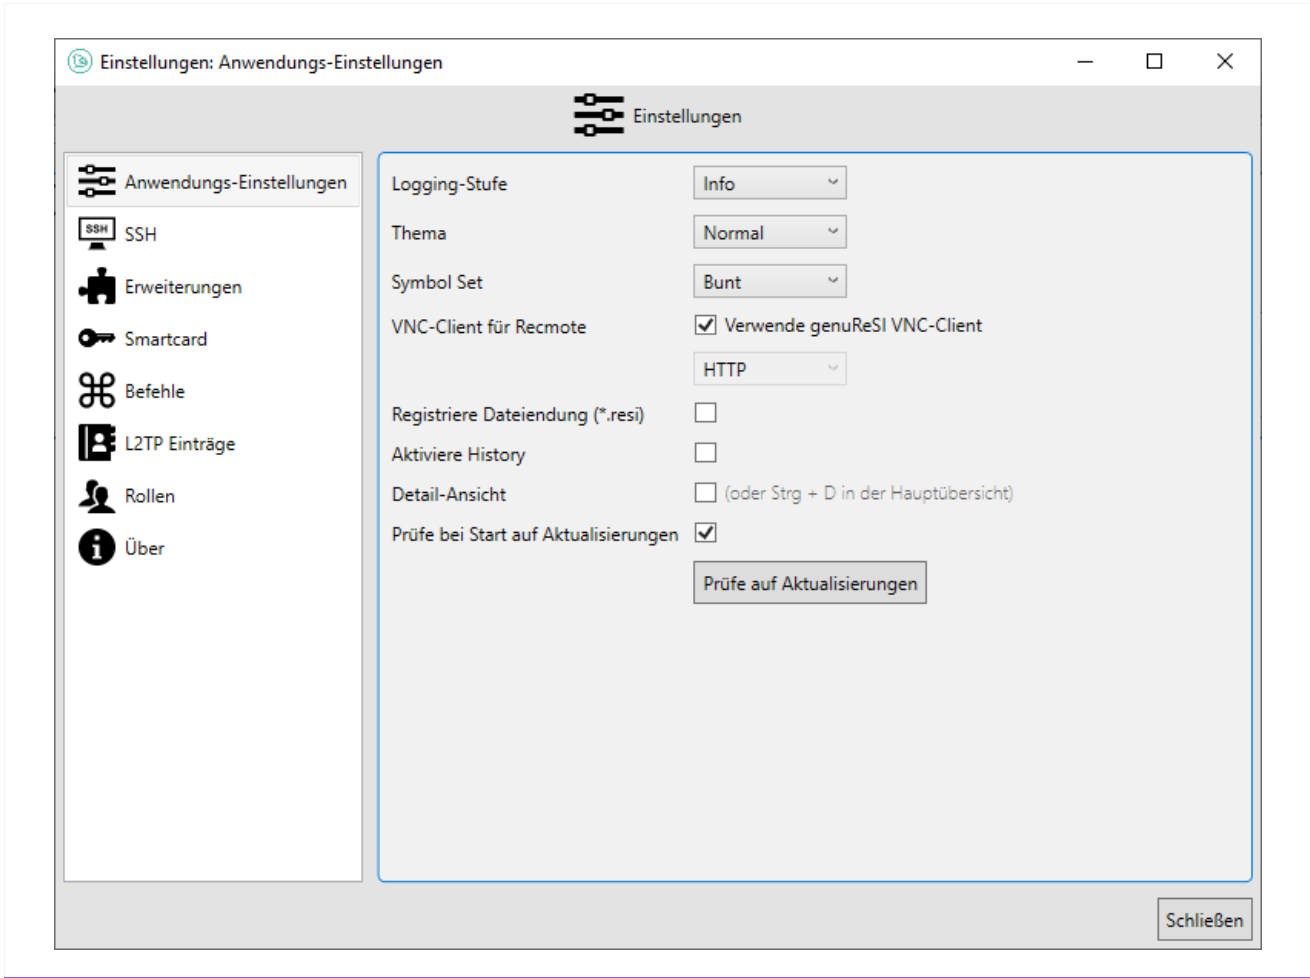 Einstellungen: Anwendungs-Einstellungen
Einstellungen
Anwendungs-Einstellungen
SSH
SSH
Erweiterungen
Smartcard
Befehle
L2TP Einträge
Rollen
Über
Logging-Stufe Info
Thema Normal
Symbol Set Bunt
VNC-Client für Recmote Verwende genuReSI VNC-Client
HTTP
Registriere Dateiendung (*.resi)
Aktiviere History
Detail-Ansicht (oder Strg + D in der Hauptübersicht)
Prüfe bei Start auf Aktualisierungen
Prüfe auf Aktualisierungen
Schließen